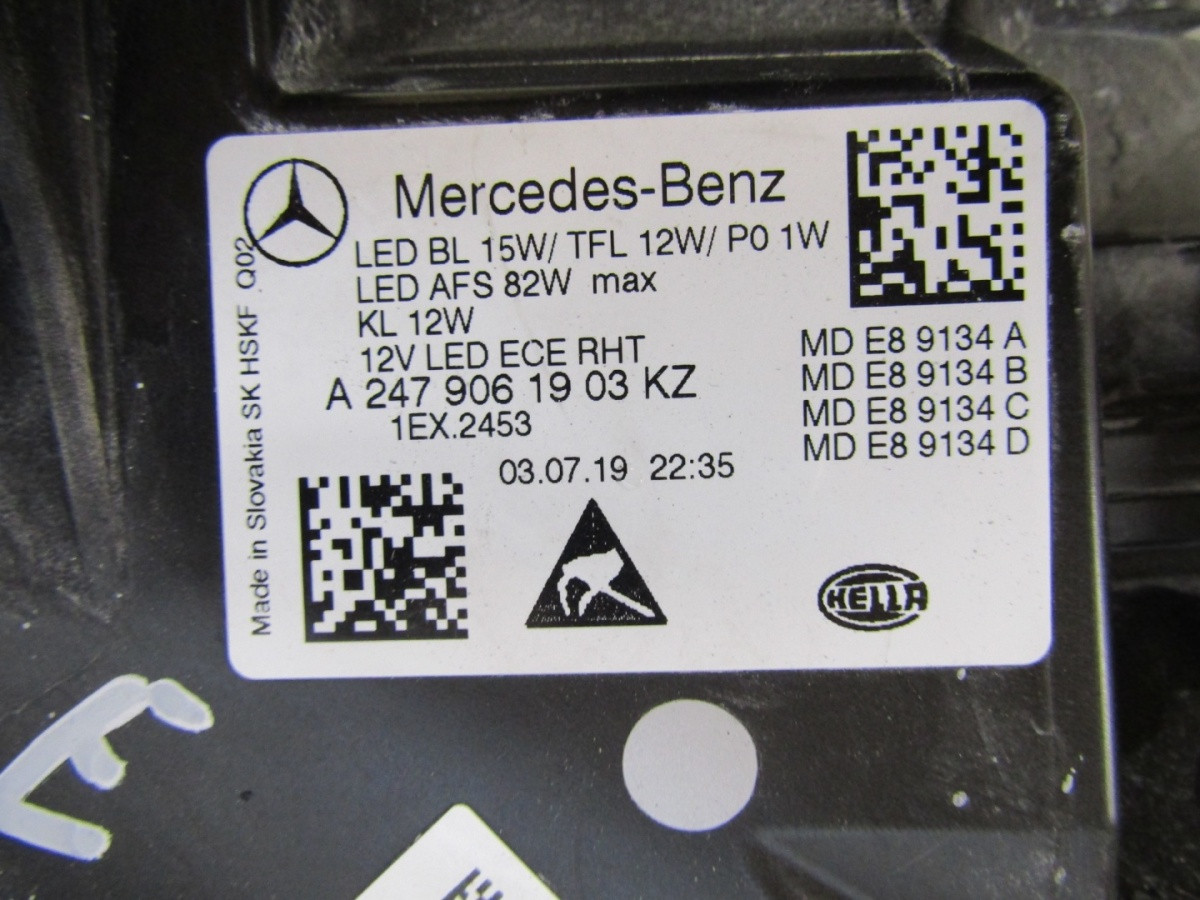 Mercedes-Benz
LED BL 15W/ TFL 12W/ P0 1W
LED AFS 82W max
KL 12W
12V LED ECE RHT
A 247 906 19 03 KZ
1EX.2453
03.07.19 22:35
MD E8 9134 A
MD E8 9134 B
MD E8 9134 C
MD E8 9134 D
Made in Slovakia SK HSKF Q02
HELLA
E